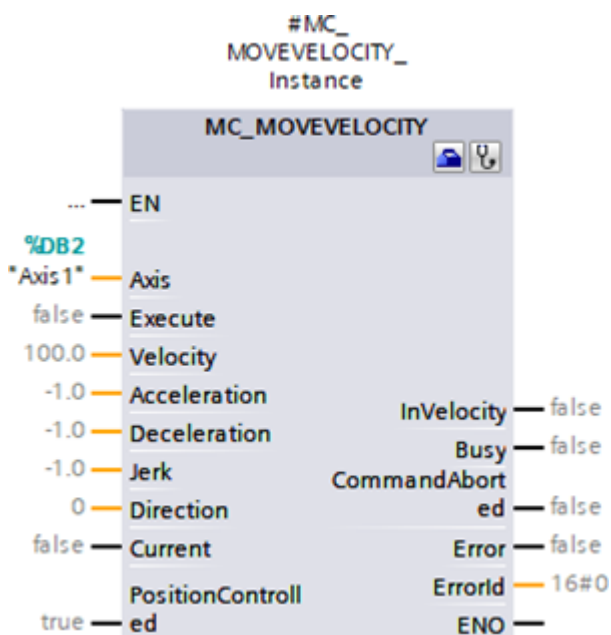 #MC_
MOVEVELOCITY_
Instance
MC_MOVEVELOCITY
... EN
%DB2
"Axis1" Axis
false Execute
100.0 Velocity
-1.0 Acceleration
InVelocity false
-1.0 Deceleration
Busy false
-1.0 Jerk
CommandAbort
0 Direction
ed false
false Current
Error false
PositionControll
ErrorId 16#0
true ed
ENO